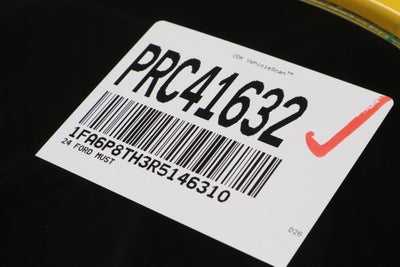 CDK VehicleScan™
PRC41632
1FA6P8TH3R5146310
24 FORD MUST
D26